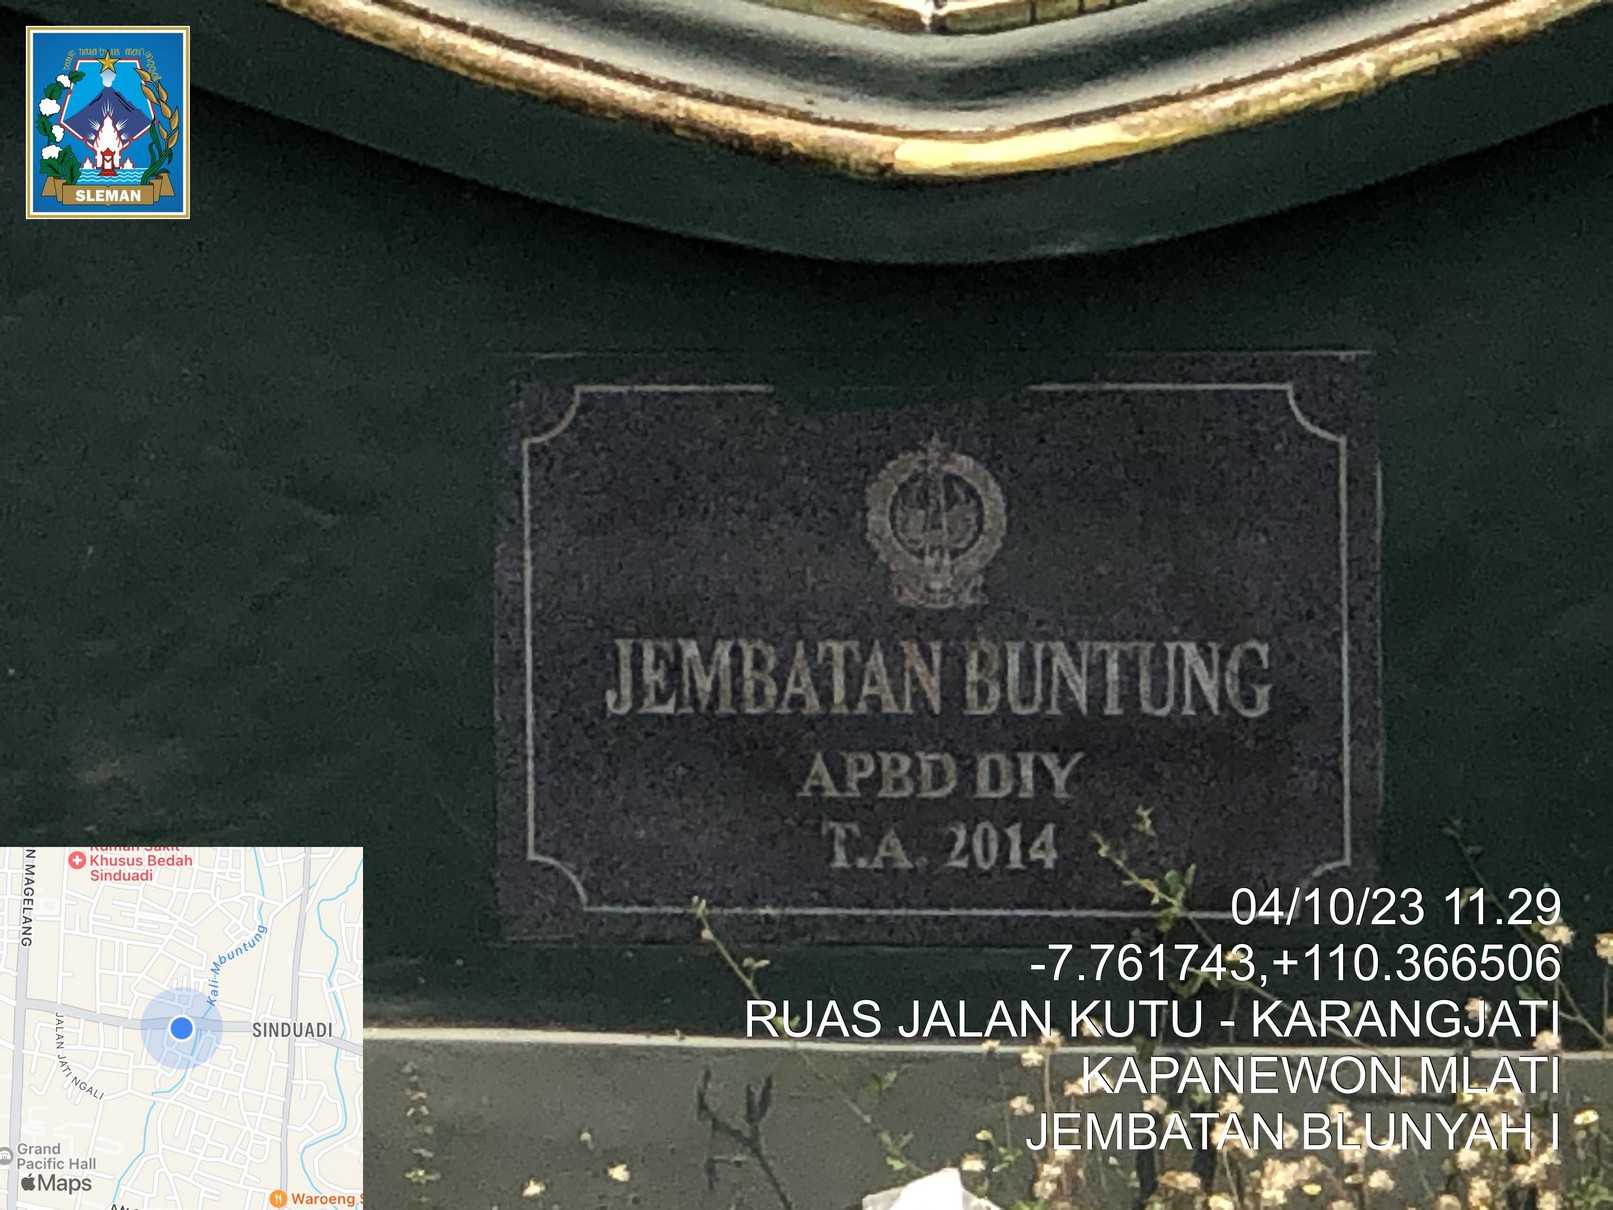 SLEMAN
JEMBATAN BUNTUNG
APBD DIY
T.A. 2014
04/10/23 11.29
-7.761743,+110.366506
RUAS JALAN KUTU - KARANGJATI
KAPANEWON MLATI
JEMBATAN BLUNYAH I
Rumah Sakit
Khusus Bedah
Sinduadi
N MAGELANG
Kali Mbuntung
SINDUADI
JALAN JATI NGALI
Grand
Pacific Hall
Maps
Waroeng S